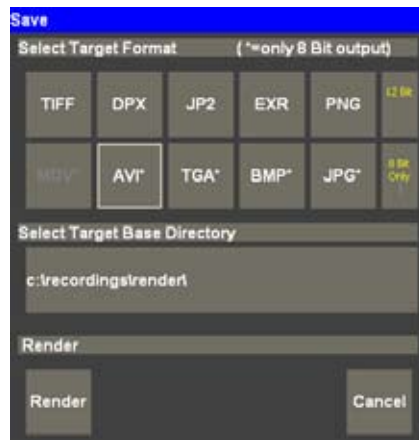 Save
Select Target Format (*=only 8 Bit output)
TIFF DPX JP2 EXR PNG 12 Bit
MOV* AVI* TGA* BMP* JPG* 8 Bit Only
Select Target Base Directory
c:\recordings\render\
Render
Render Cancel